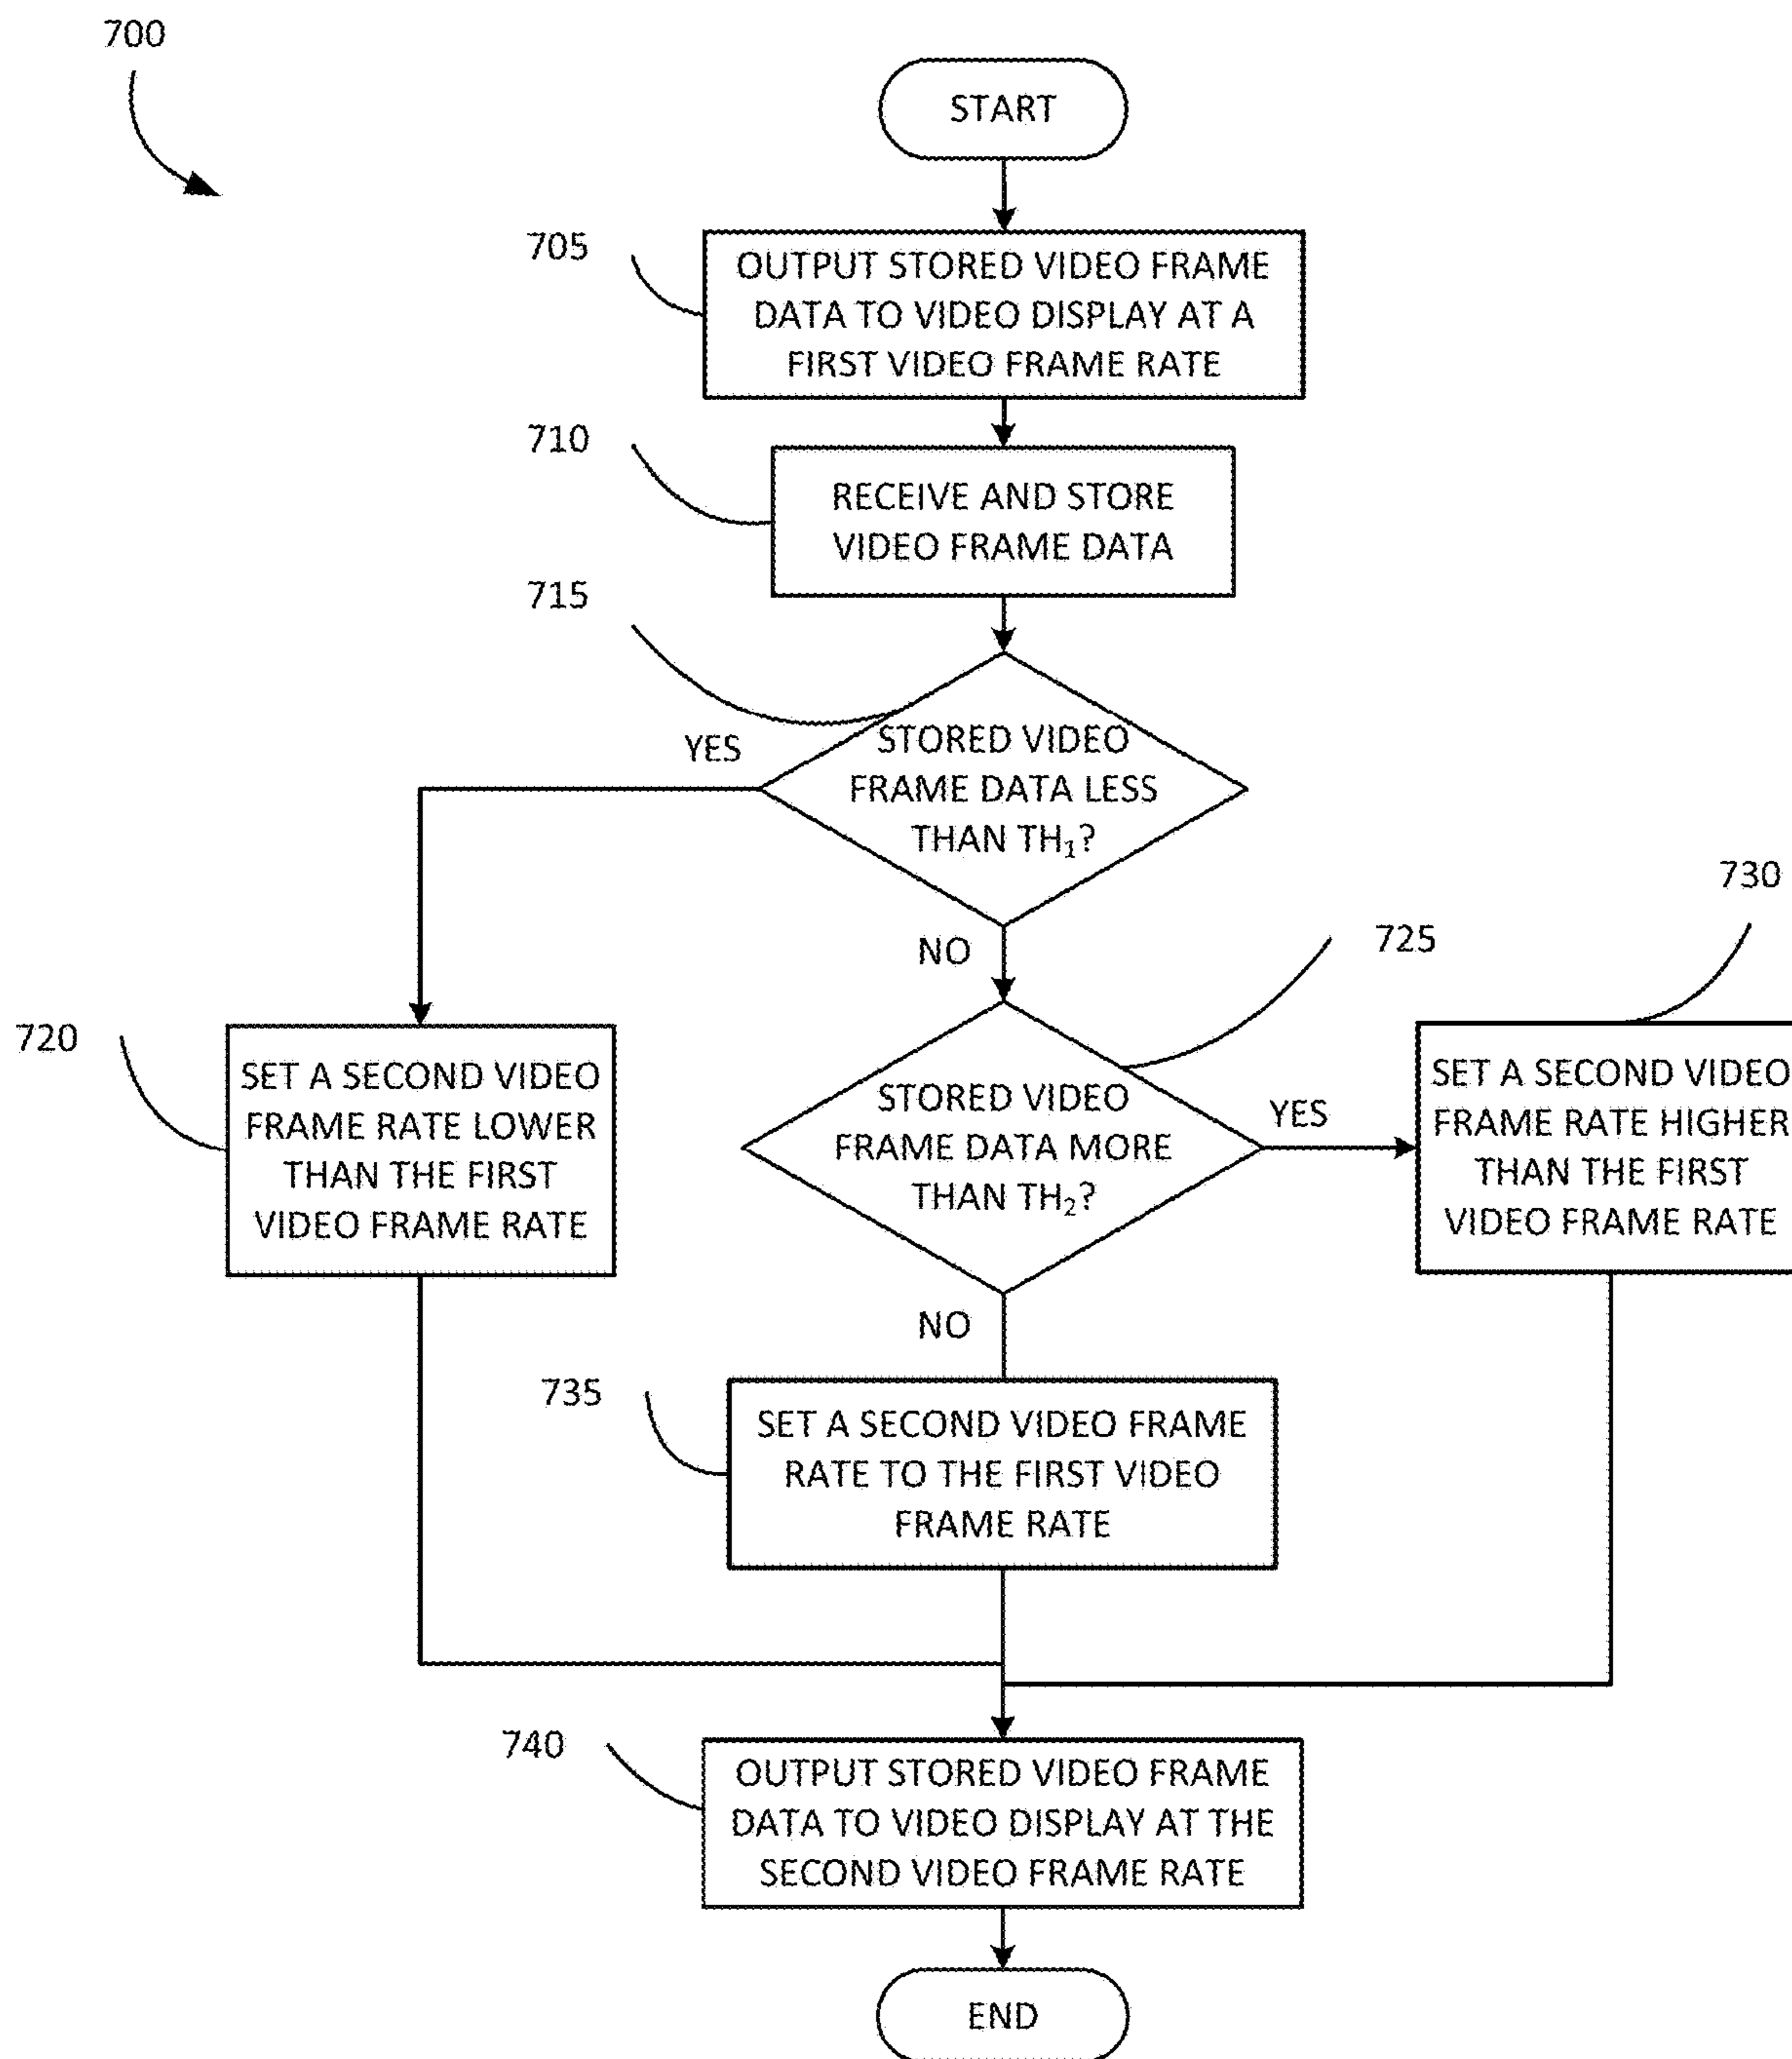 700
START
705
OUTPUT STORED VIDEO FRAME
DATA TO VIDEO DISPLAY AT A
FIRST VIDEO FRAME RATE
710
RECEIVE AND STORE
VIDEO FRAME DATA
715
STORED VIDEO
FRAME DATA LESS
THAN TH₁?
YES
NO
720
SET A SECOND VIDEO
FRAME RATE LOWER
THAN THE FIRST
VIDEO FRAME RATE
725
STORED VIDEO
FRAME DATA MORE
THAN TH₂?
YES
NO
730
SET A SECOND VIDEO
FRAME RATE HIGHER
THAN THE FIRST
VIDEO FRAME RATE
735
SET A SECOND VIDEO FRAME
RATE TO THE FIRST VIDEO
FRAME RATE
740
OUTPUT STORED VIDEO FRAME
DATA TO VIDEO DISPLAY AT THE
SECOND VIDEO FRAME RATE
END